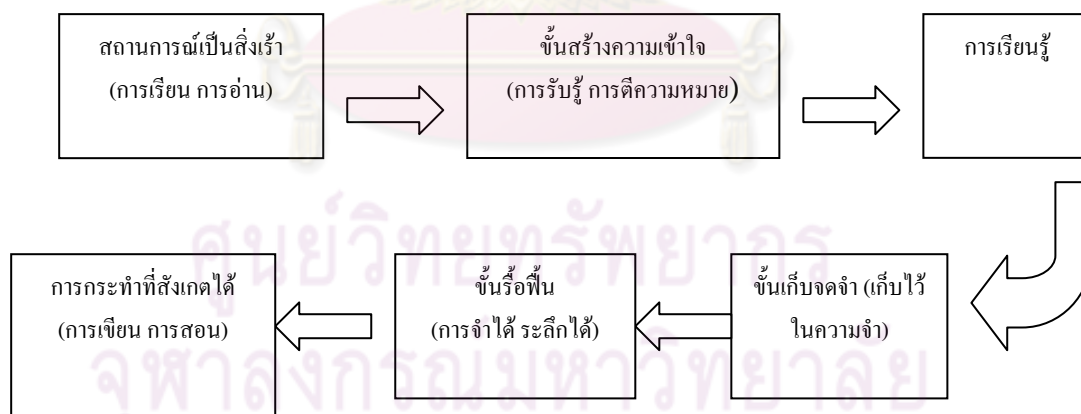 สถานการณ์เป็นสิ่งเร้า
(การเรียน การอ่าน)
ขั้นสร้างความเข้าใจ
(การรับรู้ การตีความหมาย)
การเรียนรู้
ขั้นเก็บจดจำ (เก็บไว้
ในความจำ)
ขั้นรื้อฟื้น
(การจำได้ ระลึกได้)
การกระทำที่สังเกตได้
(การเขียน การสอน)
ศูนย์วิทยทรัพยากร
จุฬาลงกรณ์มหาวิทยาลัย